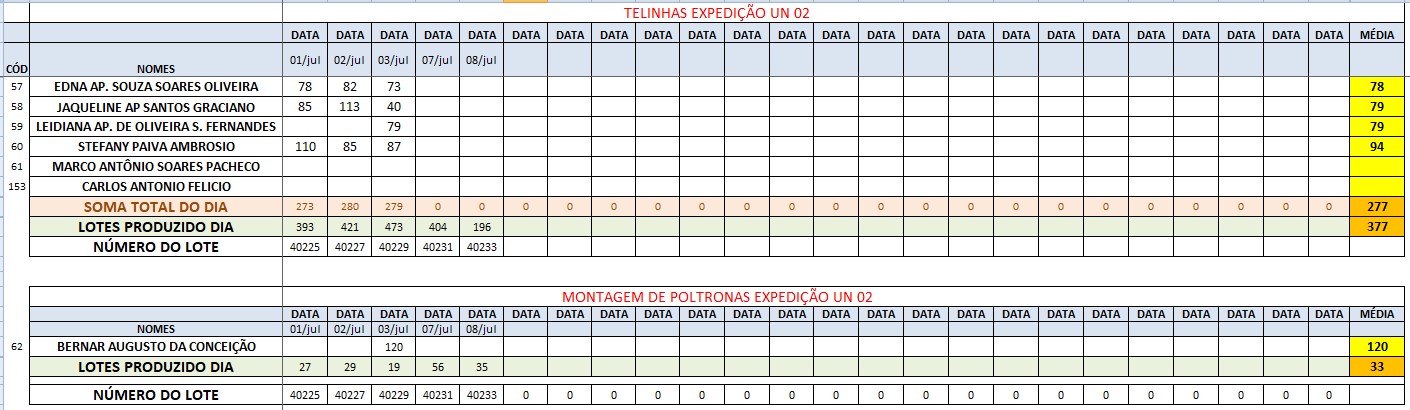 TELINHAS EXPEDIÇÃO UN 02
DATA DATA DATA DATA DATA DATA DATA DATA DATA DATA DATA DATA DATA DATA DATA DATA DATA DATA DATA DATA DATA DATA DATA DATA MÉDIA
CÓD NOMES 01/jul 02/jul 03/jul 07/jul 08/jul
57 EDNA AP. SOUZA SOARES OLIVEIRA 78 82 73 78
58 JAQUELINE AP SANTOS GRACIANO 85 113 40 79
59 LEIDIANA AP. DE OLIVEIRA S. FERNANDES 79 79
60 STEFANY PAIVA AMBROSIO 110 85 87 94
61 MARCO ANTÔNIO SOARES PACHECO
153 CARLOS ANTONIO FELICIO
SOMA TOTAL DO DIA 273 280 279 0 0 0 0 0 0 0 0 0 0 0 0 0 0 0 0 0 0 0 0 0 277
LOTES PRODUZIDO DIA 393 421 473 404 196 377
NÚMERO DO LOTE 40225 40227 40229 40231 40233
MONTAGEM DE POLTRONAS EXPEDIÇÃO UN 02
DATA DATA DATA DATA DATA DATA DATA DATA DATA DATA DATA DATA DATA DATA DATA DATA DATA DATA DATA DATA DATA DATA DATA DATA MÉDIA
NOMES 01/jul 02/jul 03/jul 07/jul 08/jul
62 BERNAR AUGUSTO DA CONCEIÇÃO 120 120
LOTES PRODUZIDO DIA 27 29 19 56 35 33
NÚMERO DO LOTE 40225 40227 40229 40231 40233 0 0 0 0 0 0 0 0 0 0 0 0 0 0 0 0 0 0 0